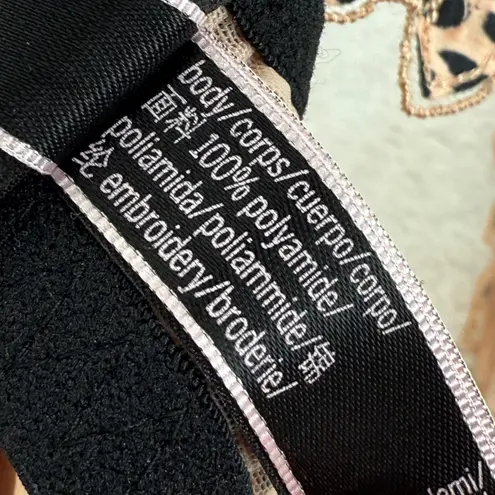 body/corps/cuerpo/corpo/
面料 100% polyamide/
poliamida/poliammide/锦
纶 embroidery/broderie/